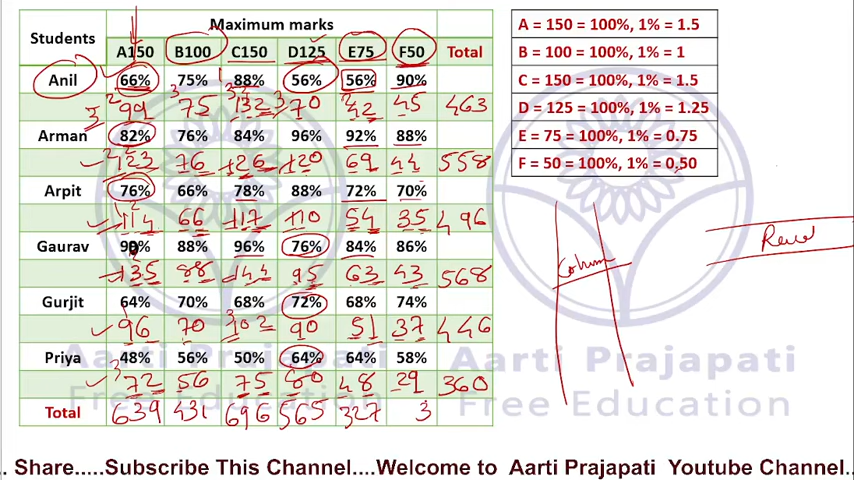 Maximum marks
Students A150 B100 C150 D125 E75 F50 Total
Anil 66% 75% 88% 56% 56% 90%
99 75 132 70 42 45 463
Arman 82% 76% 84% 96% 92% 88%
123 76 126 120 69 44 558
Arpit 76% 66% 78% 88% 72% 70%
114 66 117 110 54 35 496
Gaurav 90% 88% 96% 76% 84% 86%
135 88 144 95 63 43 568
Gurjit 64% 70% 68% 72% 68% 74%
96 70 102 90 51 37 446
Priya 48% 56% 50% 64% 64% 58%
72 56 75 80 48 29 360
Total 639 431 696 565 327 3
A = 150 = 100%, 1% = 1.5
B = 100 = 100%, 1% = 1
C = 150 = 100%, 1% = 1.5
D = 125 = 100%, 1% = 1.25
E = 75 = 100%, 1% = 0.75
F = 50 = 100%, 1% = 0.50
Column
Aarti Prajapati
Free Education
Aarti Prajapati
Free Education
.. Share.....Subscribe This Channel....Welcome to Aarti Prajapati Youtube Channel..